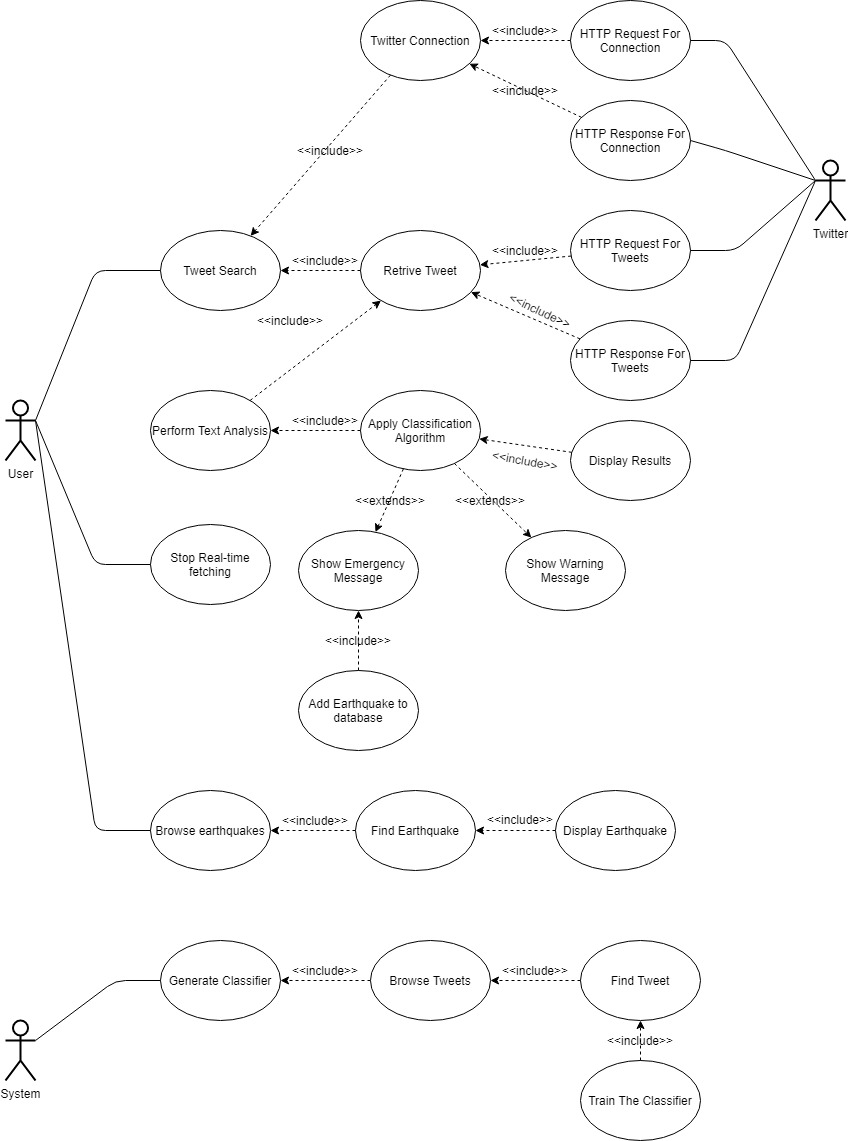 Twitter Connection
<<include>>
HTTP Request For
Connection
<<include>>
HTTP Response For
Connection
<<include>>
Twitter
Tweet Search
<<include>>
Retrive Tweet
<<include>>
HTTP Request For
Tweets
<<include>>
<<include>>
HTTP Response For
Tweets
User
Perform Text Analysis
<<include>>
Apply Classification
Algorithm
<<include>>
Display Results
<<extends>>
<<extends>>
Stop Real-time
fetching
Show Emergency
Message
Show Warning
Message
<<include>>
Add Earthquake to
database
Browse earthquakes
<<include>>
Find Earthquake
<<include>>
Display Earthquake
Generate Classifier
<<include>>
Browse Tweets
<<include>>
Find Tweet
<<include>>
System
Train The Classifier